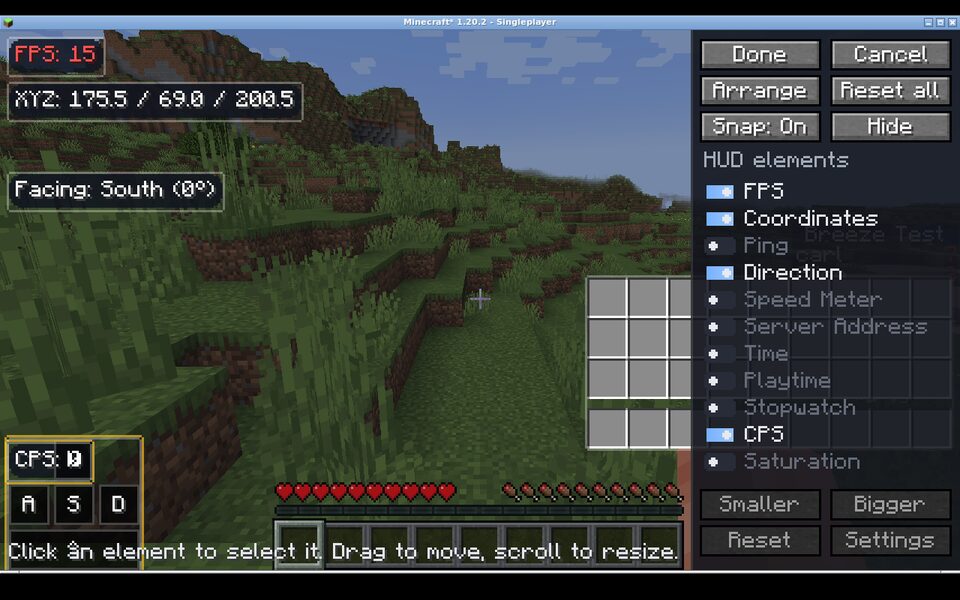 Minecraft* 1.20.2 - Singleplayer
FPS: 15
XYZ: 175.5 / 69.0 / 200.5
Facing: South (0°)
CPS: 0
A S D
Click an element to select it. Drag to move, scroll to resize.
Done Cancel
Arrange Reset all
Snap: On Hide
HUD elements
FPS
Coordinates
Ping
Direction
Speed Meter
Server Address
Time
Playtime
Stopwatch
CPS
Saturation
Smaller Bigger
Reset Settings
Breeze Test